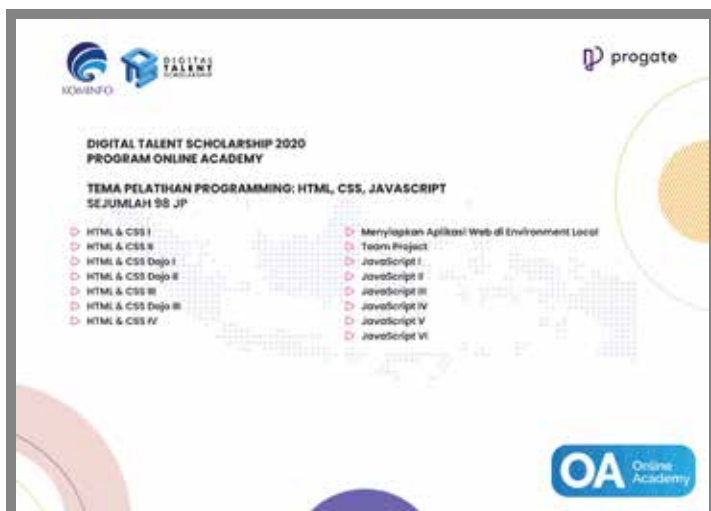 KOMINFO
DIGITAL
TALENT
SCHOLARSHIP
progate
DIGITAL TALENT SCHOLARSHIP 2020
PROGRAM ONLINE ACADEMY
TEMA PELATIHAN PROGRAMMING: HTML, CSS, JAVASCRIPT
SEJUMLAH 98 JP
HTML & CSS I
HTML & CSS II
HTML & CSS Dojo I
HTML & CSS Dojo II
HTML & CSS III
HTML & CSS Dojo III
HTML & CSS IV
Menyiapkan Aplikasi Web di Environment Local
Team Project
JavaScript I
JavaScript II
JavaScript III
JavaScript IV
JavaScript V
JavaScript VI
OA Online
Academy